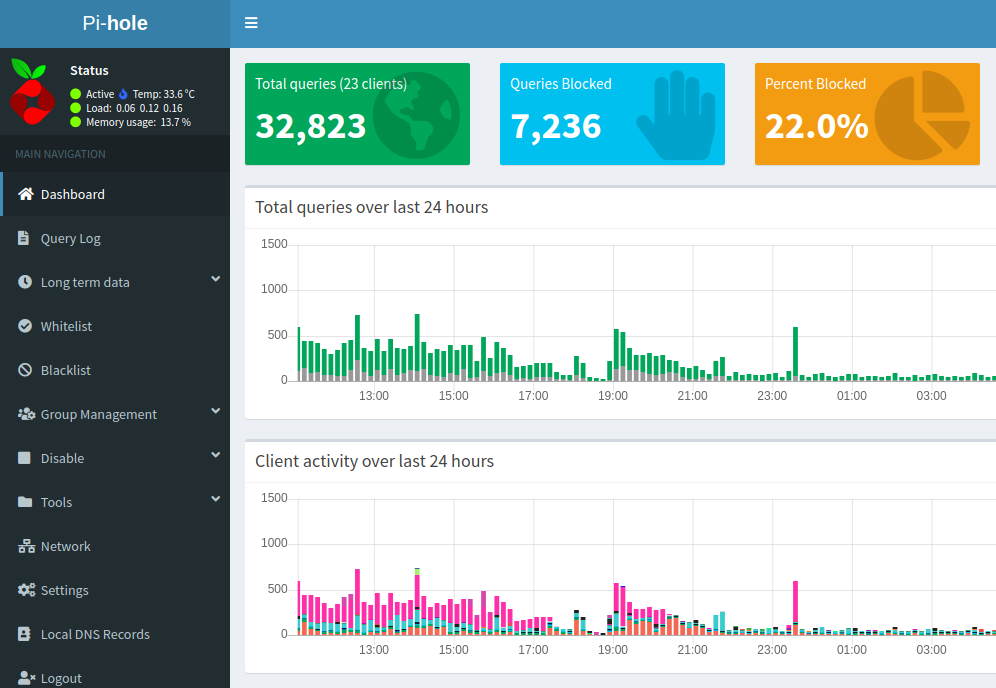 Pi-hole
Status
Active Temp: 33.6 °C
Load: 0.06 0.12 0.16
Memory usage: 13.7 %
MAIN NAVIGATION
Dashboard
Query Log
Long term data
Whitelist
Blacklist
Group Management
Disable
Tools
Network
Settings
Local DNS Records
Logout
Total queries (23 clients)
32,823
Queries Blocked
7,236
Percent Blocked
22.0%
Total queries over last 24 hours
1500
1000
500
0
13:00 15:00 17:00 19:00 21:00 23:00 01:00 03:00
Client activity over last 24 hours
1500
1000
500
0
13:00 15:00 17:00 19:00 21:00 23:00 01:00 03:00